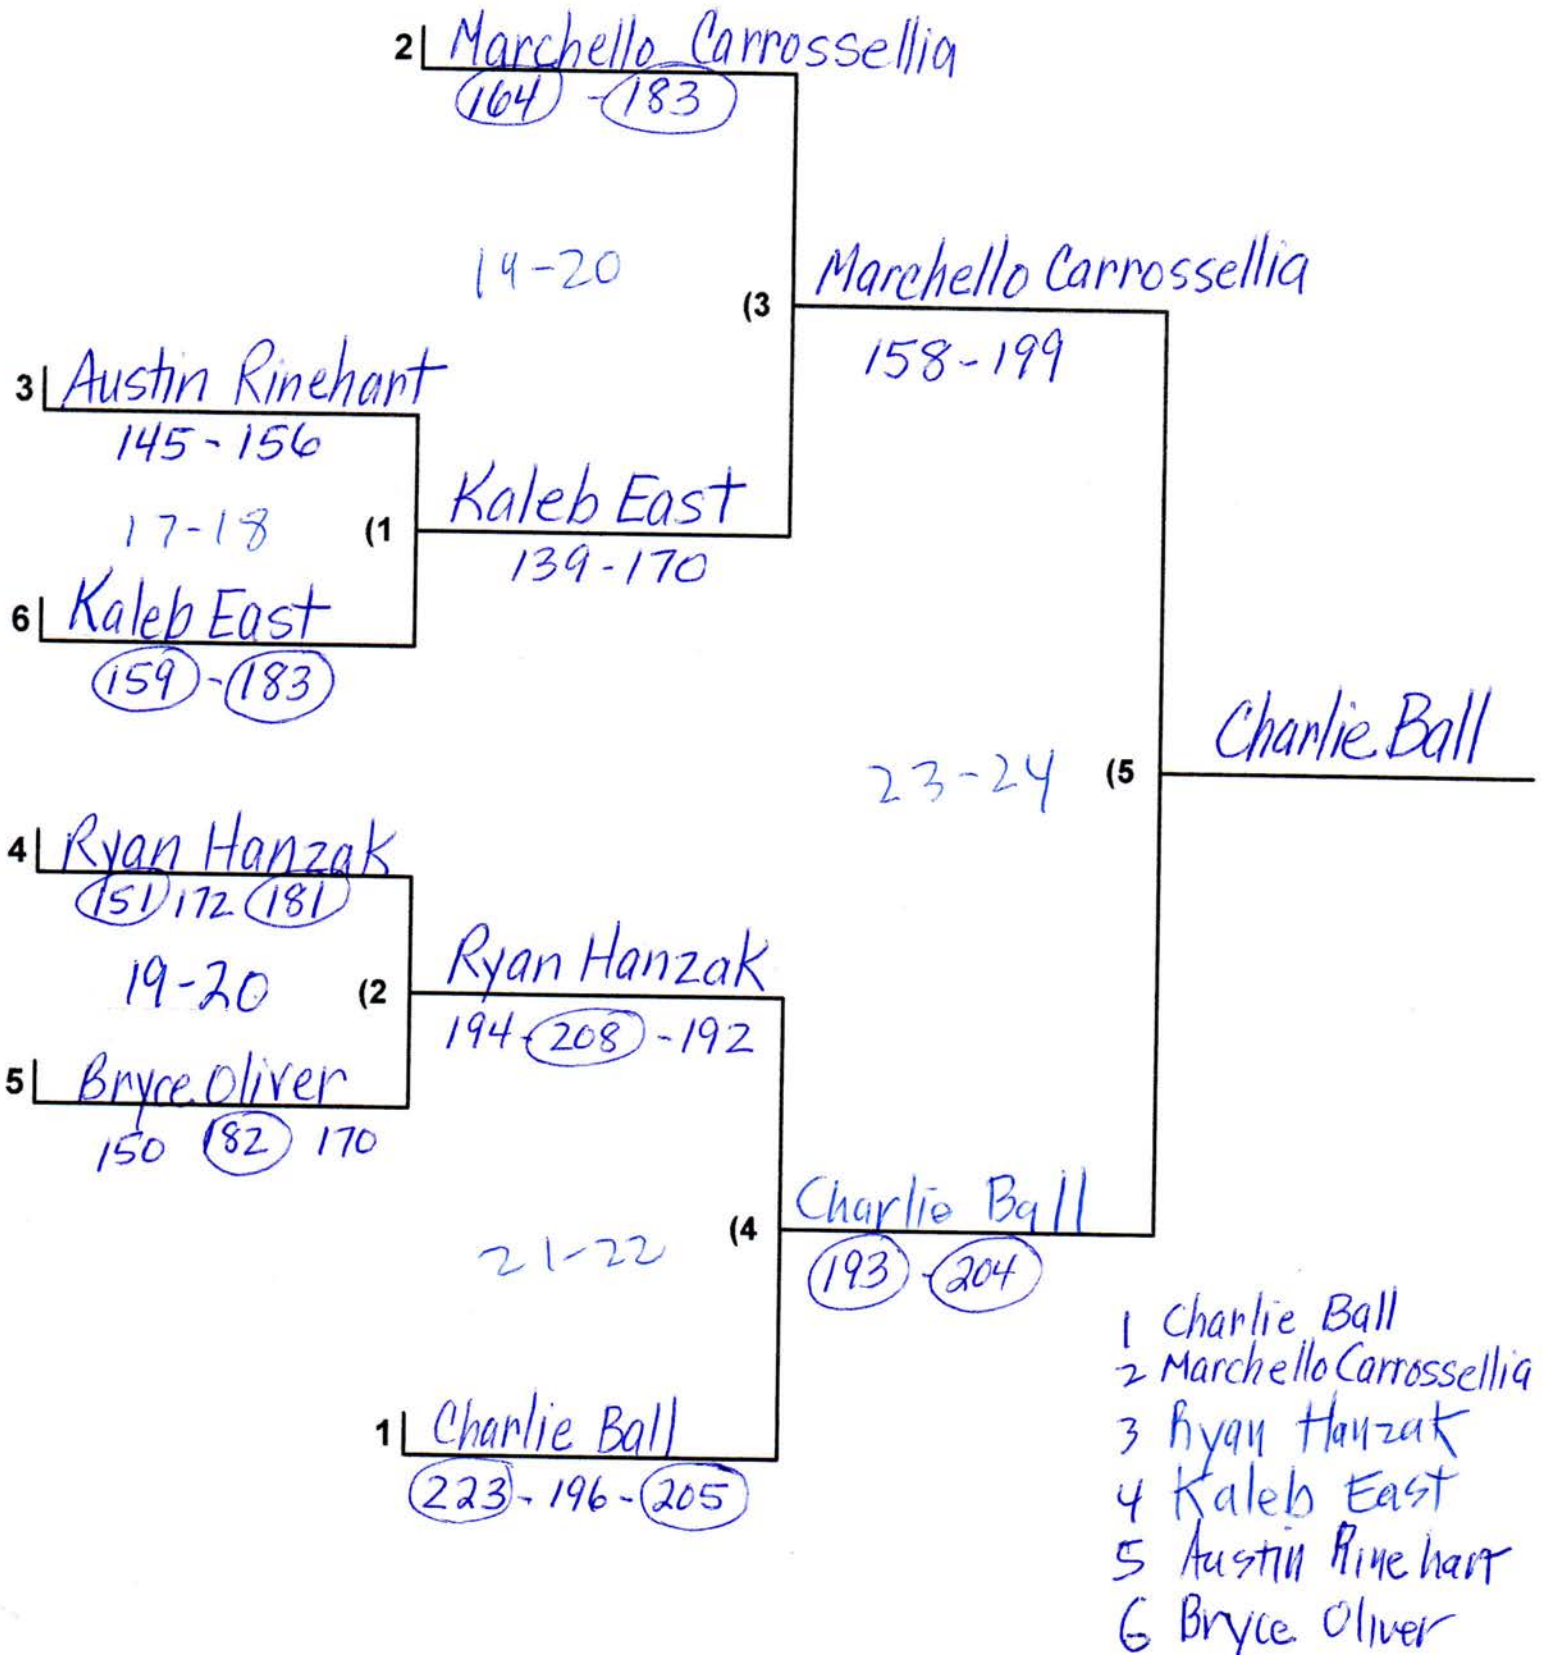 2 Marchello Carrossellia
164 - 183
19-20
(3
Marchello Carrossellia
158-199
3 Austin Rinehart
145-156
17-18
(1
Kaleb East
139-170
6 Kaleb East
159-183
23-24
(5
Charlie Ball
4 Ryan Hanzak
151 172 181
19-20
(2
Ryan Hanzak
194-208-192
5 Bryce Oliver
150 182 170
21-22
(4
Charlie Ball
193-204
1 Charlie Ball
223-196-205
1 Charlie Ball
2 Marchello Carrossellia
3 Ryan Hanzak
4 Kaleb East
5 Austin Rinehart
6 Bryce Oliver